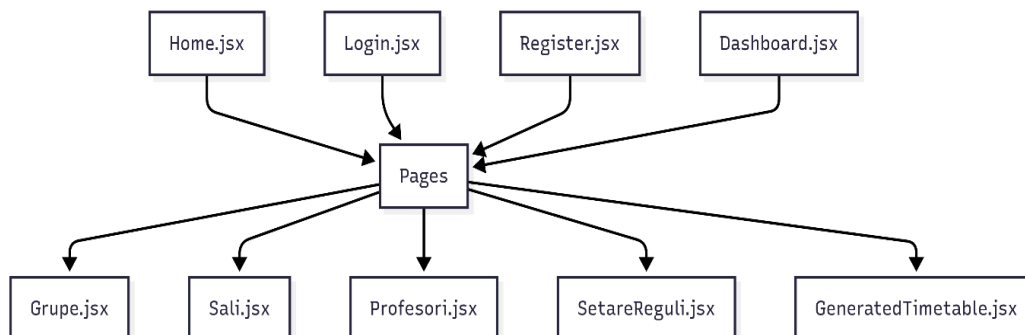 Home.jsx
Login.jsx
Register.jsx
Dashboard.jsx
Pages
Grupe.jsx
Sali.jsx
Profesori.jsx
SetareReguli.jsx
GeneratedTimetable.jsx